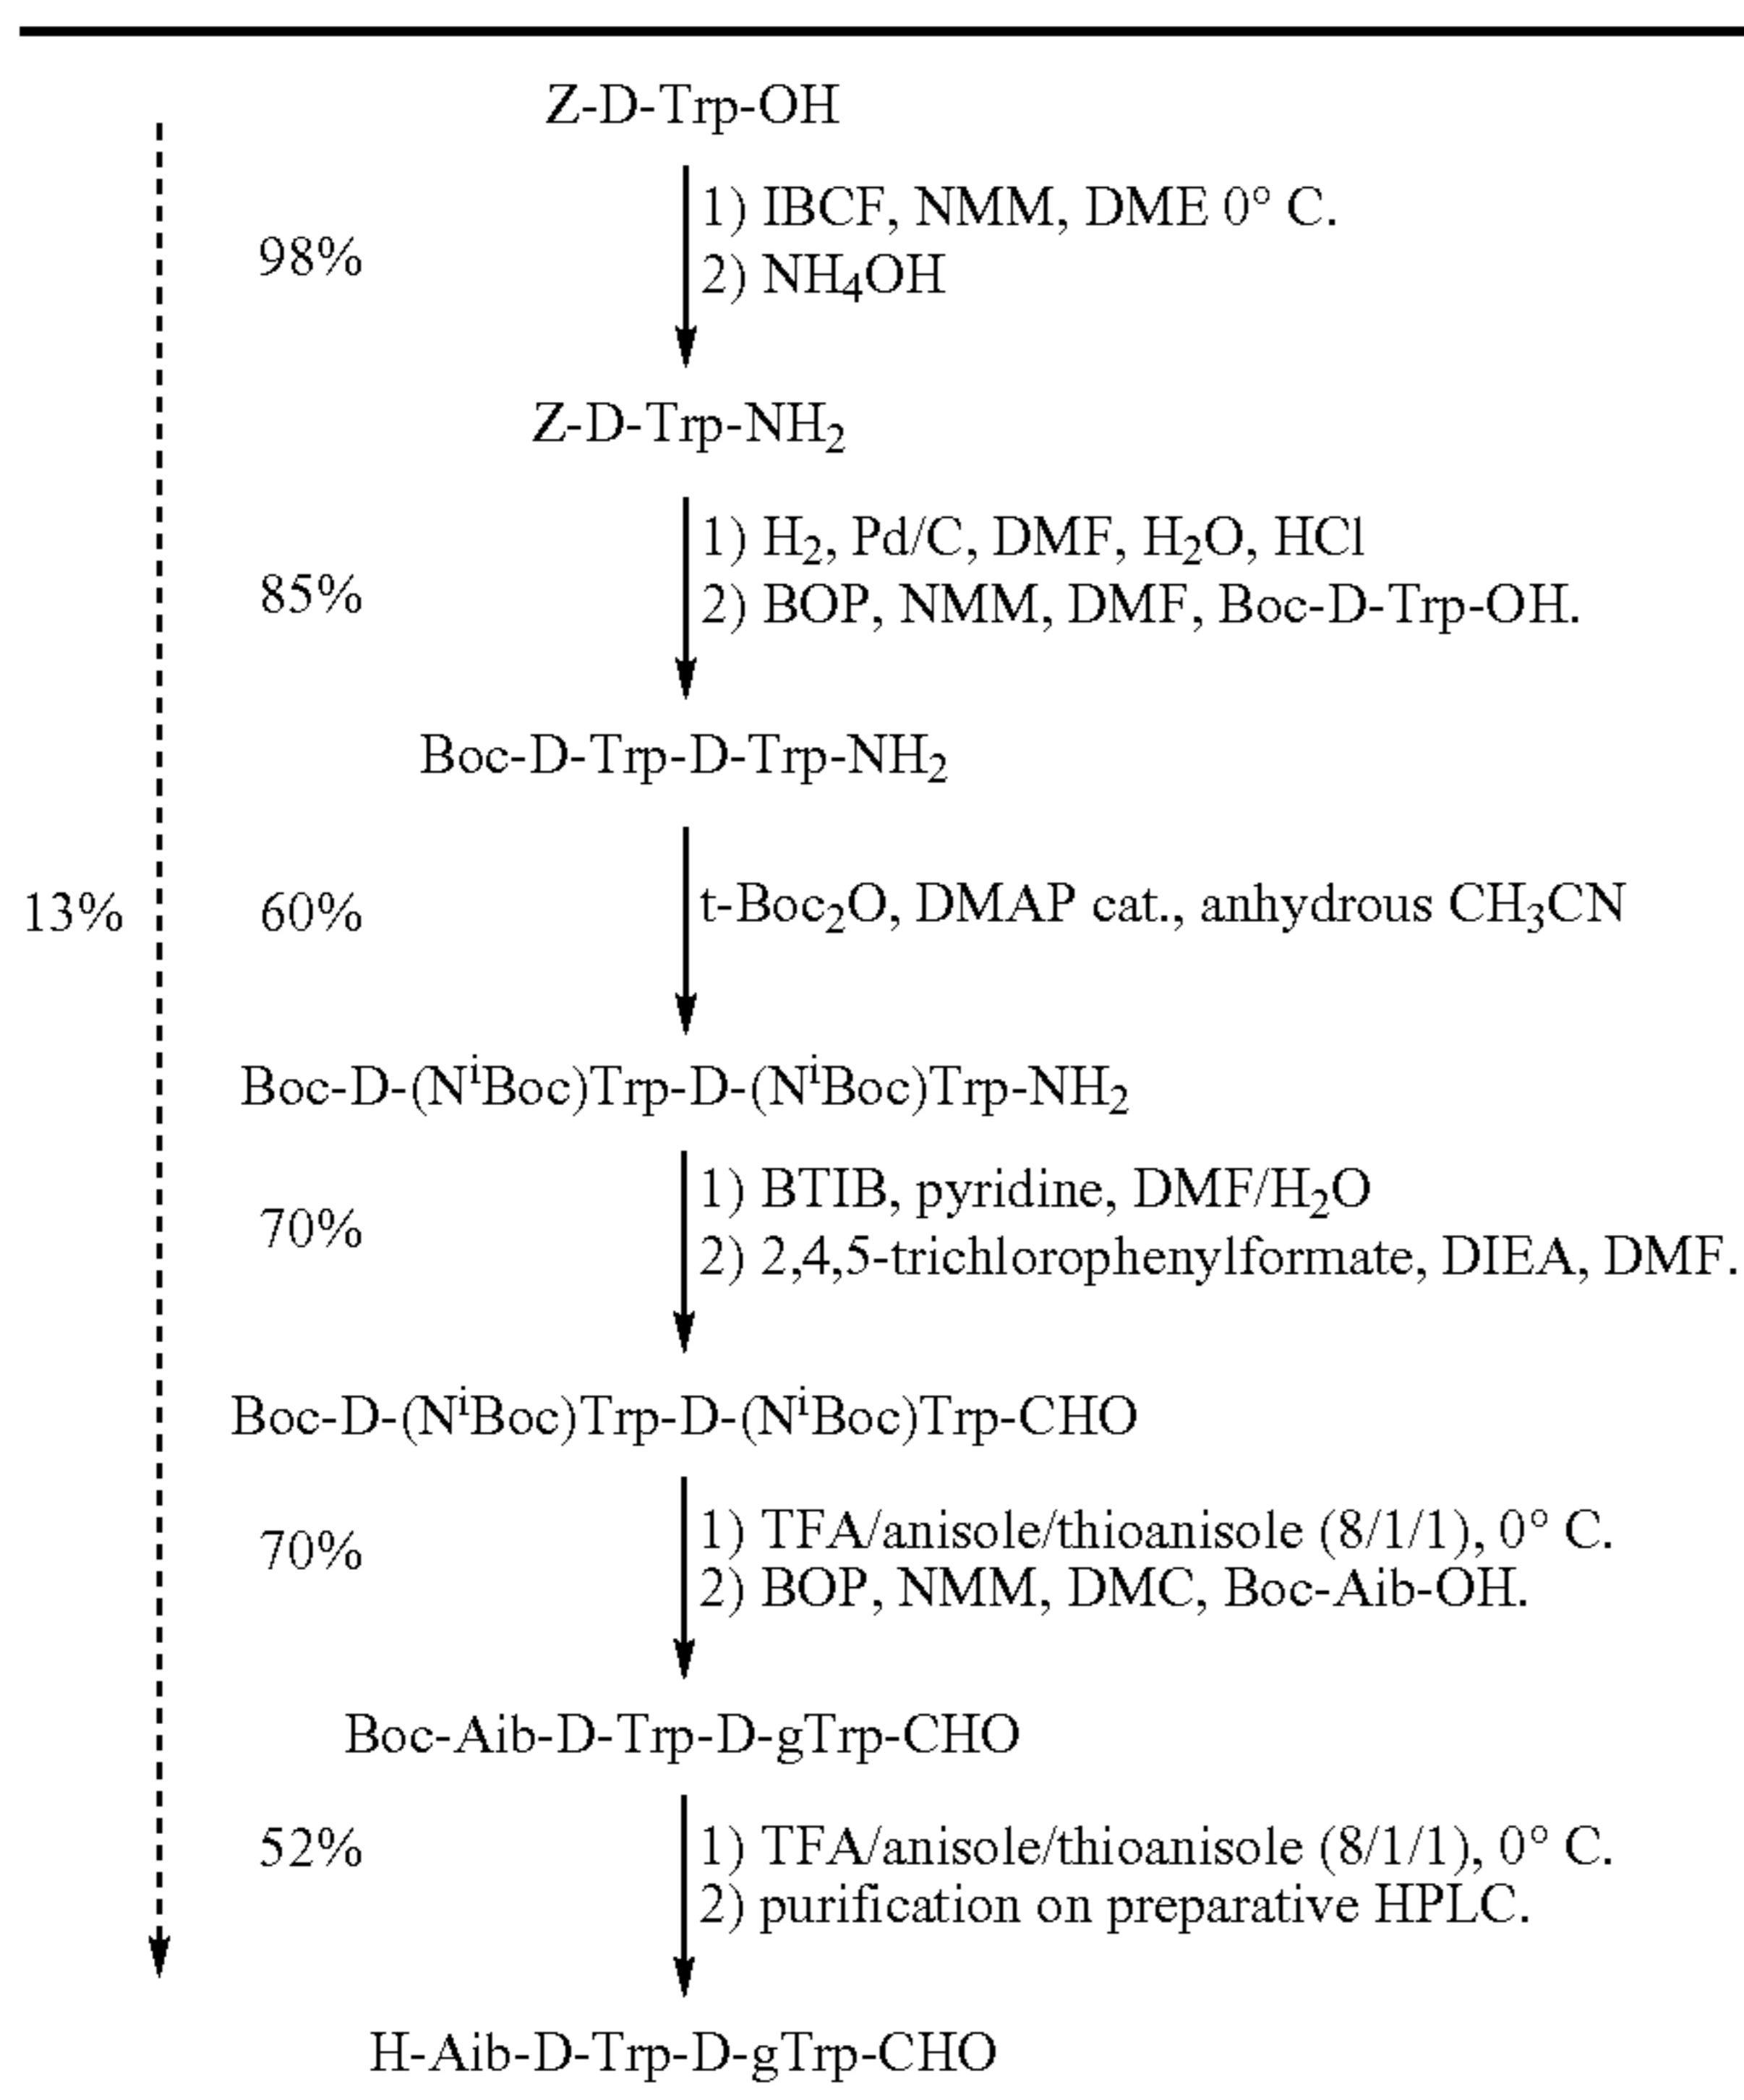 Z-D-Trp-OH
98%
1) IBCF, NMM, DME 0° C.
2) NH₄OH
Z-D-Trp-NH₂
85%
1) H₂, Pd/C, DMF, H₂O, HCl
2) BOP, NMM, DMF, Boc-D-Trp-OH.
Boc-D-Trp-D-Trp-NH₂
13%
60%
t-Boc₂O, DMAP cat., anhydrous CH₃CN
Boc-D-(NⁱBoc)Trp-D-(NⁱBoc)Trp-NH₂
70%
1) BTIB, pyridine, DMF/H₂O
2) 2,4,5-trichlorophenylformate, DIEA, DMF.
Boc-D-(NⁱBoc)Trp-D-(NⁱBoc)Trp-CHO
70%
1) TFA/anisole/thioanisole (8/1/1), 0° C.
2) BOP, NMM, DMC, Boc-Aib-OH.
Boc-Aib-D-Trp-D-gTrp-CHO
52%
1) TFA/anisole/thioanisole (8/1/1), 0° C.
2) purification on preparative HPLC.
H-Aib-D-Trp-D-gTrp-CHO